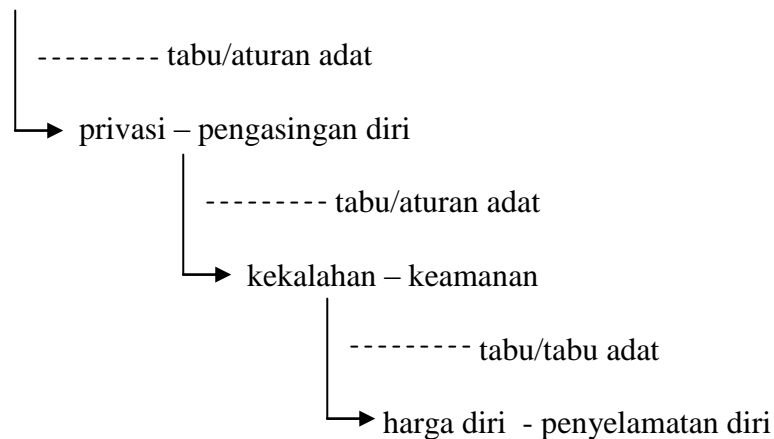 --------- tabu/aturan adat
privasi – pengasingan diri
--------- tabu/aturan adat
kekalahan – keamanan
--------- tabu/tabu adat
harga diri - penyelamatan diri